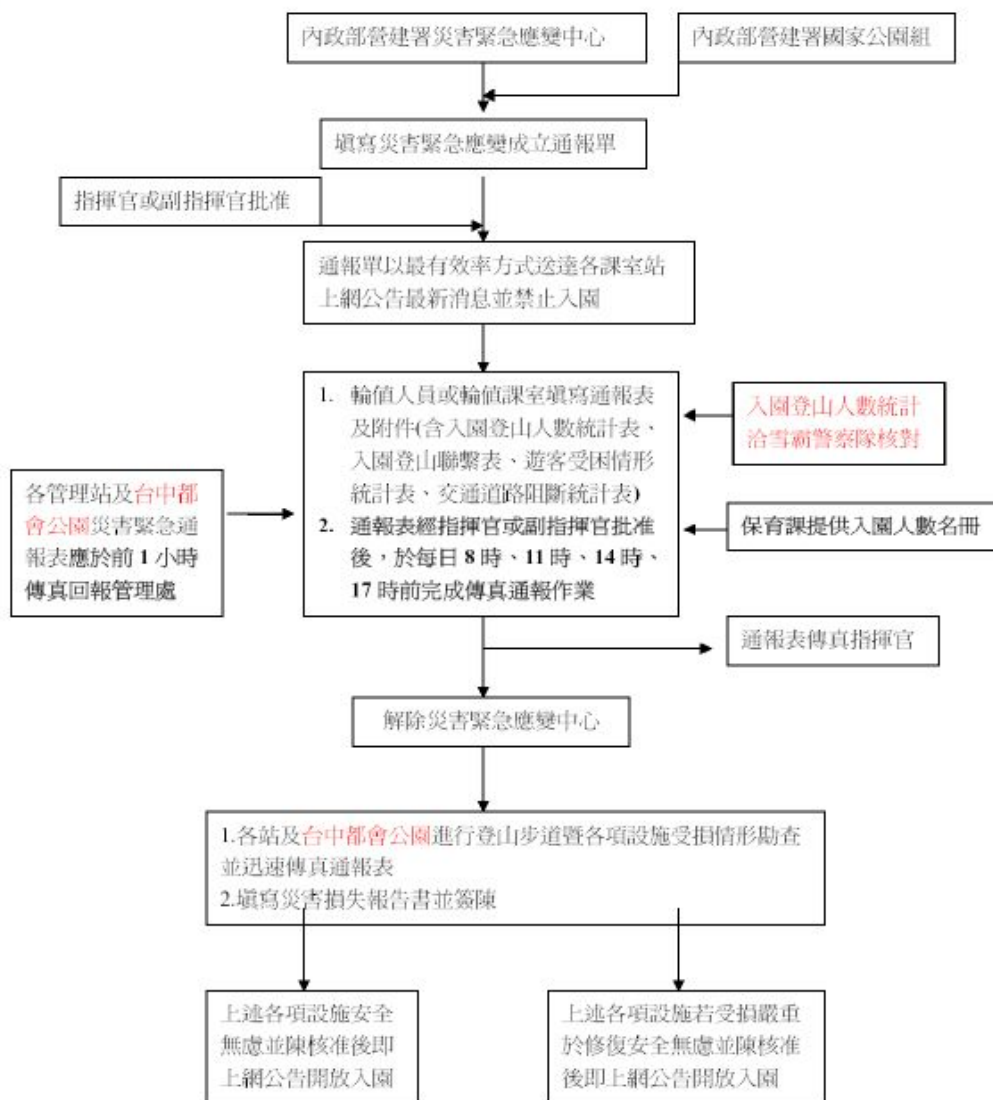 內政部營建署災害緊急應變中心
內政部營建署國家公園組
填寫災害緊急應變成立通報單
指揮官或副指揮官批准
通報單以最有效率方式送達各課室站
上網公告最新消息並禁止入園
1. 輪值人員或輪值課室填寫通報表
及附件(含入園登山人數統計表、
入園登山聯繫表、遊客受困情形
統計表、交通道路阻斷統計表)
2. 通報表經指揮官或副指揮官批准
後，於每日 8 時、11 時、14 時、
17 時前完成傳真通報作業
入園登山人數統計
洽雪霸警察隊核對
各管理站及台中都
會公園災害緊急通
報表應於前 1 小時
傳真回報管理處
保育課提供入園人數名冊
通報表傳真指揮官
解除災害緊急應變中心
1.各站及台中都會公園進行登山步道暨各項設施受損情形勘查
並迅速傳真通報表
2.填寫災害損失報告書並簽陳
上述各項設施安全
無慮並陳核准後即
上網公告開放入園
上述各項設施若受損嚴重
於修復安全無慮並陳核准
後即上網公告開放入園